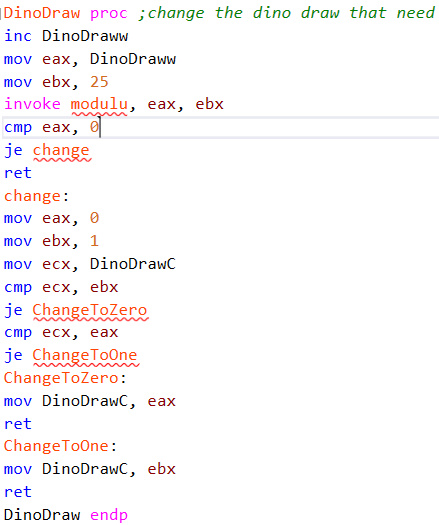 DinoDraw proc ;change the dino draw that need
inc DinoDraww
mov eax, DinoDraww
mov ebx, 25
invoke modulu, eax, ebx
cmp eax, 0
je change
ret
change:
mov eax, 0
mov ebx, 1
mov ecx, DinoDrawC
cmp ecx, ebx
je ChangeToZero
cmp ecx, eax
je ChangeToOne
ChangeToZero:
mov DinoDrawC, eax
ret
ChangeToOne:
mov DinoDrawC, ebx
ret
DinoDraw endp